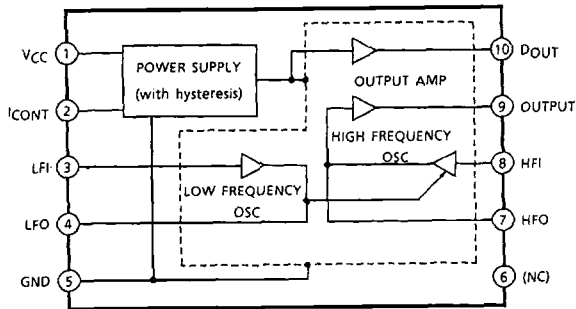 VCC 1
POWER SUPPLY
(with hysteresis)
ICONT 2
LFI 3
LOW FREQUENCY
OSC
LFO 4
GND 5
OUTPUT AMP
10 DOUT
9 OUTPUT
HIGH FREQUENCY
OSC
8 HFI
7 HFO
6 (NC)